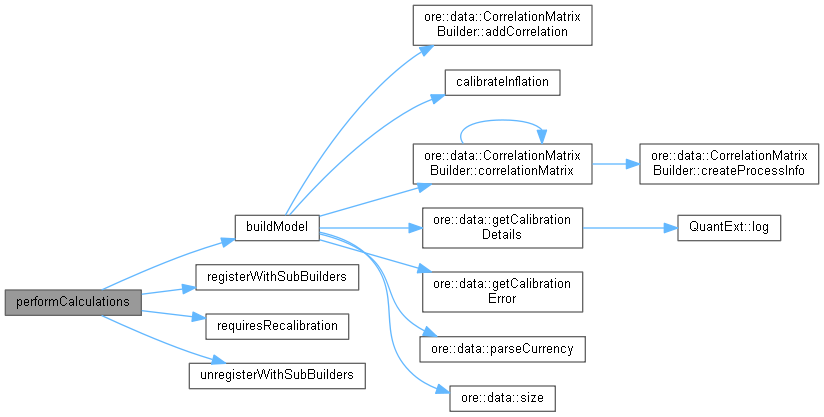 ore::data::CorrelationMatrix
Builder::addCorrelation
calibrateInflation
ore::data::CorrelationMatrix
Builder::correlationMatrix
ore::data::CorrelationMatrix
Builder::createProcessInfo
buildModel
ore::data::getCalibration
Details
QuantExt::log
registerWithSubBuilders
ore::data::getCalibration
Error
performCalculations
requiresRecalibration
ore::data::parseCurrency
unregisterWithSubBuilders
ore::data::size